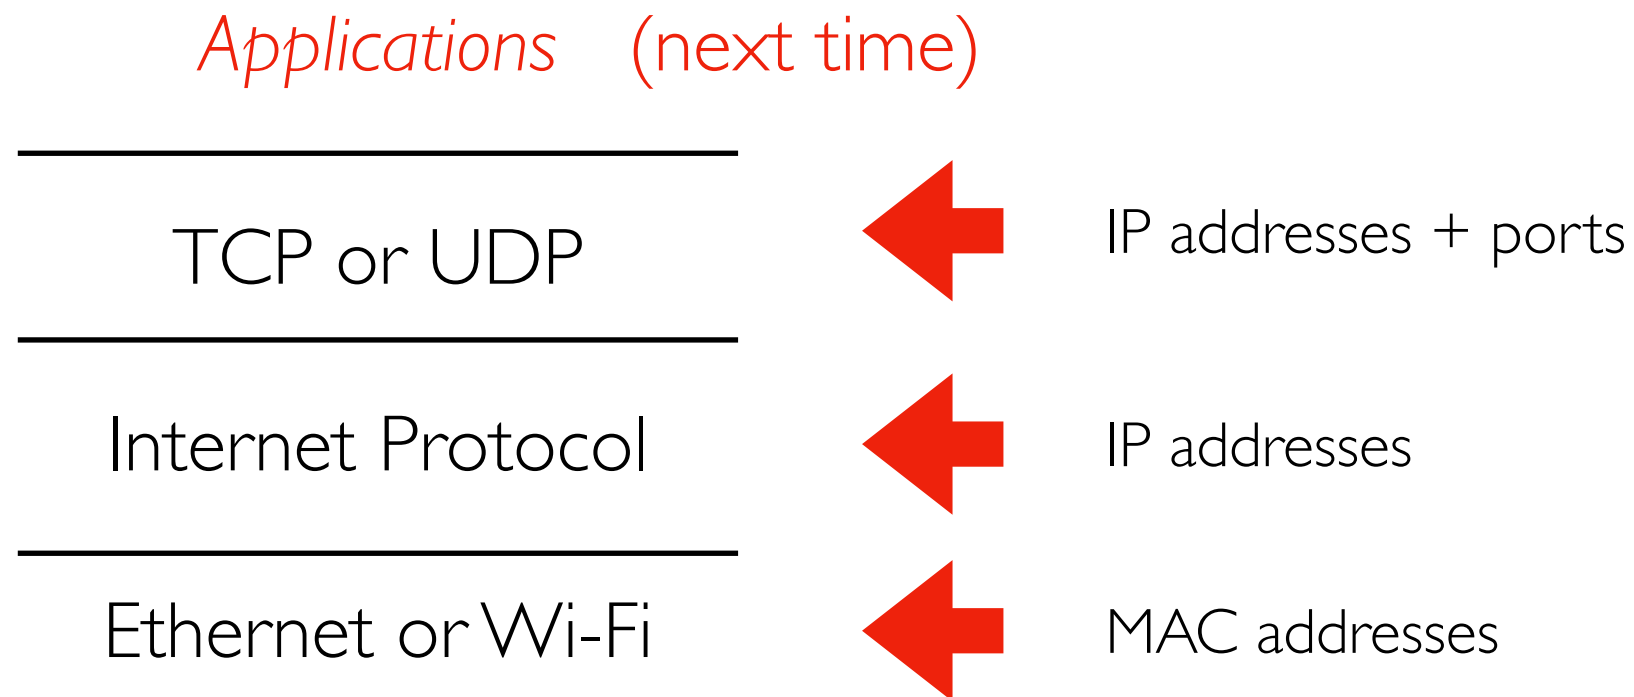 Applications (next time)
TCP or UDP
IP addresses + ports
Internet Protocol
IP addresses
Ethernet or Wi-Fi
MAC addresses